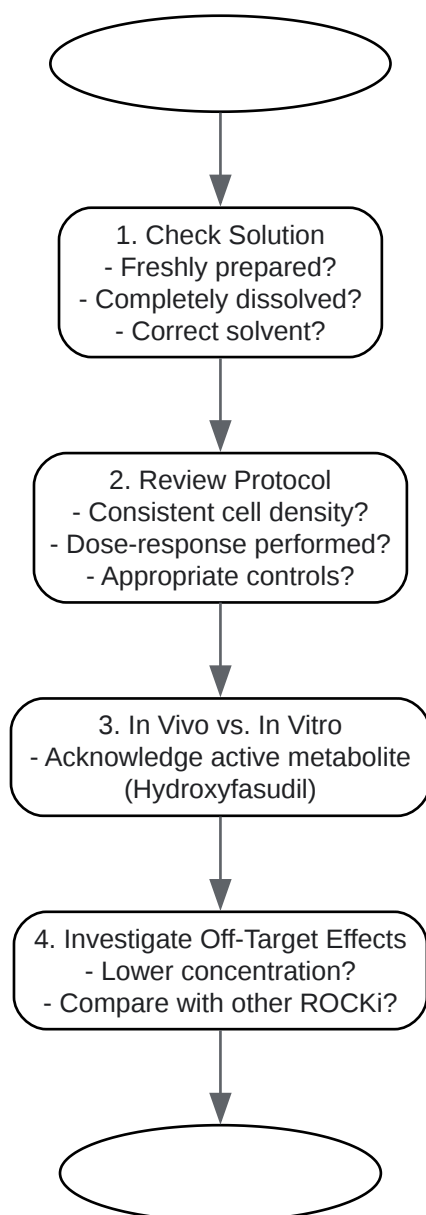 1. Check Solution
- Freshly prepared?
- Completely dissolved?
- Correct solvent?
2. Review Protocol
- Consistent cell density?
- Dose-response performed?
- Appropriate controls?
3. In Vivo vs. In Vitro
- Acknowledge active metabolite
(Hydroxyfasudil)
4. Investigate Off-Target Effects
- Lower concentration?
- Compare with other ROCKi?